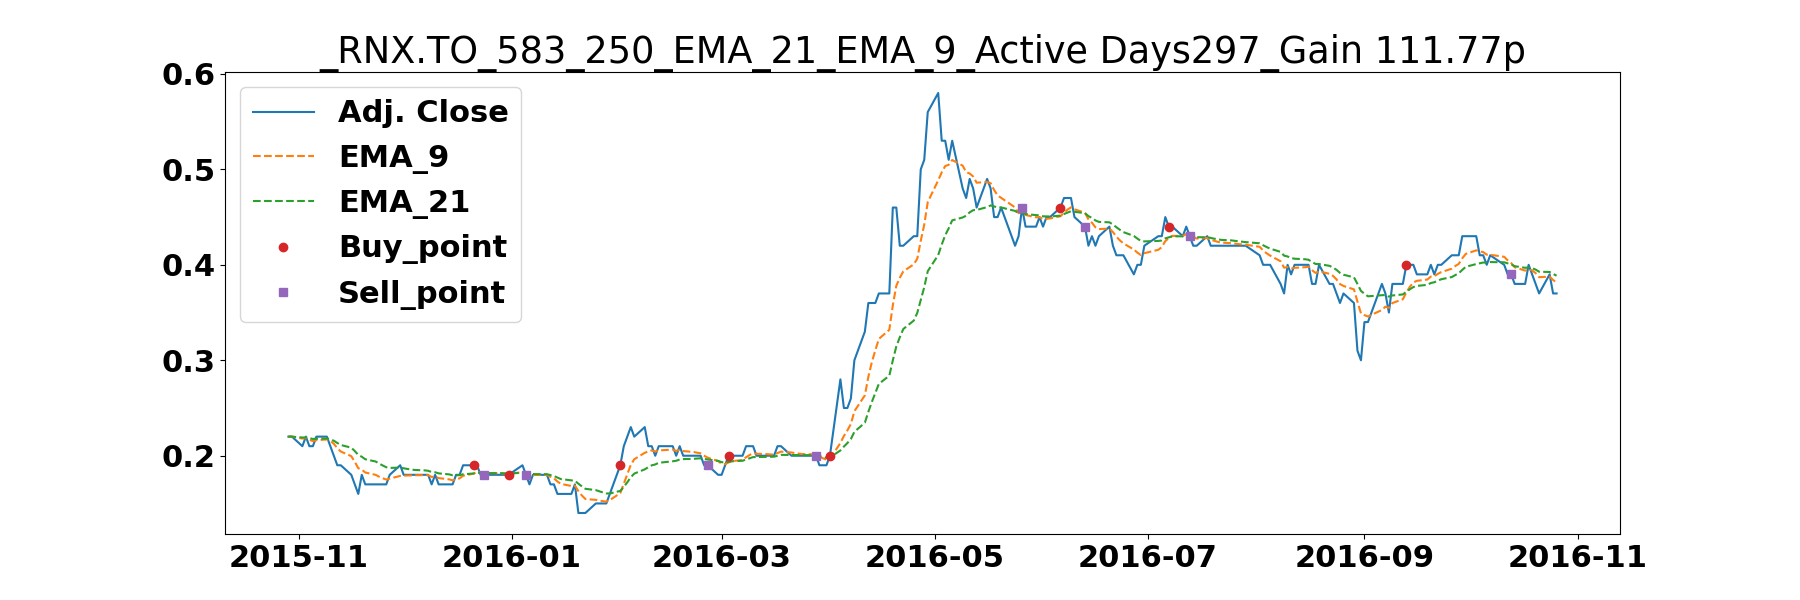 _RNX.TO_583_250_EMA_21_EMA_9_Active Days297_Gain 111.77p
0.6
0.5
0.4
0.3
0.2
Adj. Close
EMA_9
EMA_21
Buy_point
Sell_point
2015-11 2016-01 2016-03 2016-05 2016-07 2016-09 2016-11